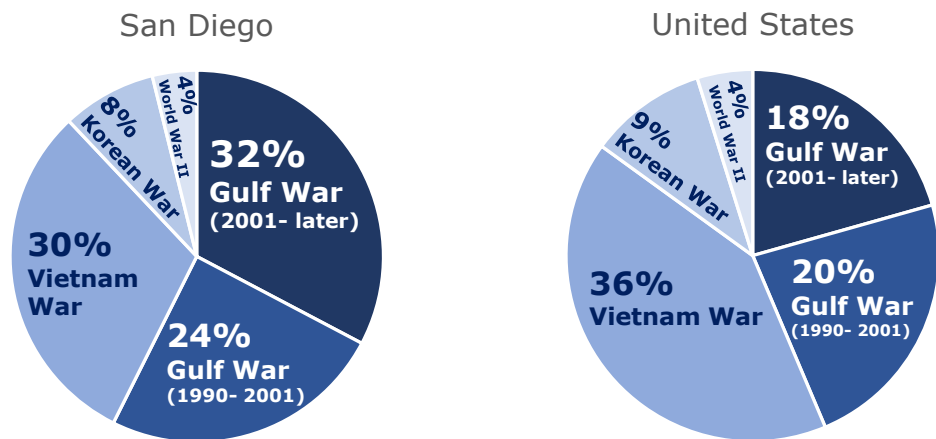 San Diego
4%
World War II
8%
Korean War
32%
Gulf War
(2001- later)
30%
Vietnam
War
24%
Gulf War
(1990- 2001)
United States
4%
World War II
9%
Korean War
18%
Gulf War
(2001- later)
36%
Vietnam War
20%
Gulf War
(1990- 2001)